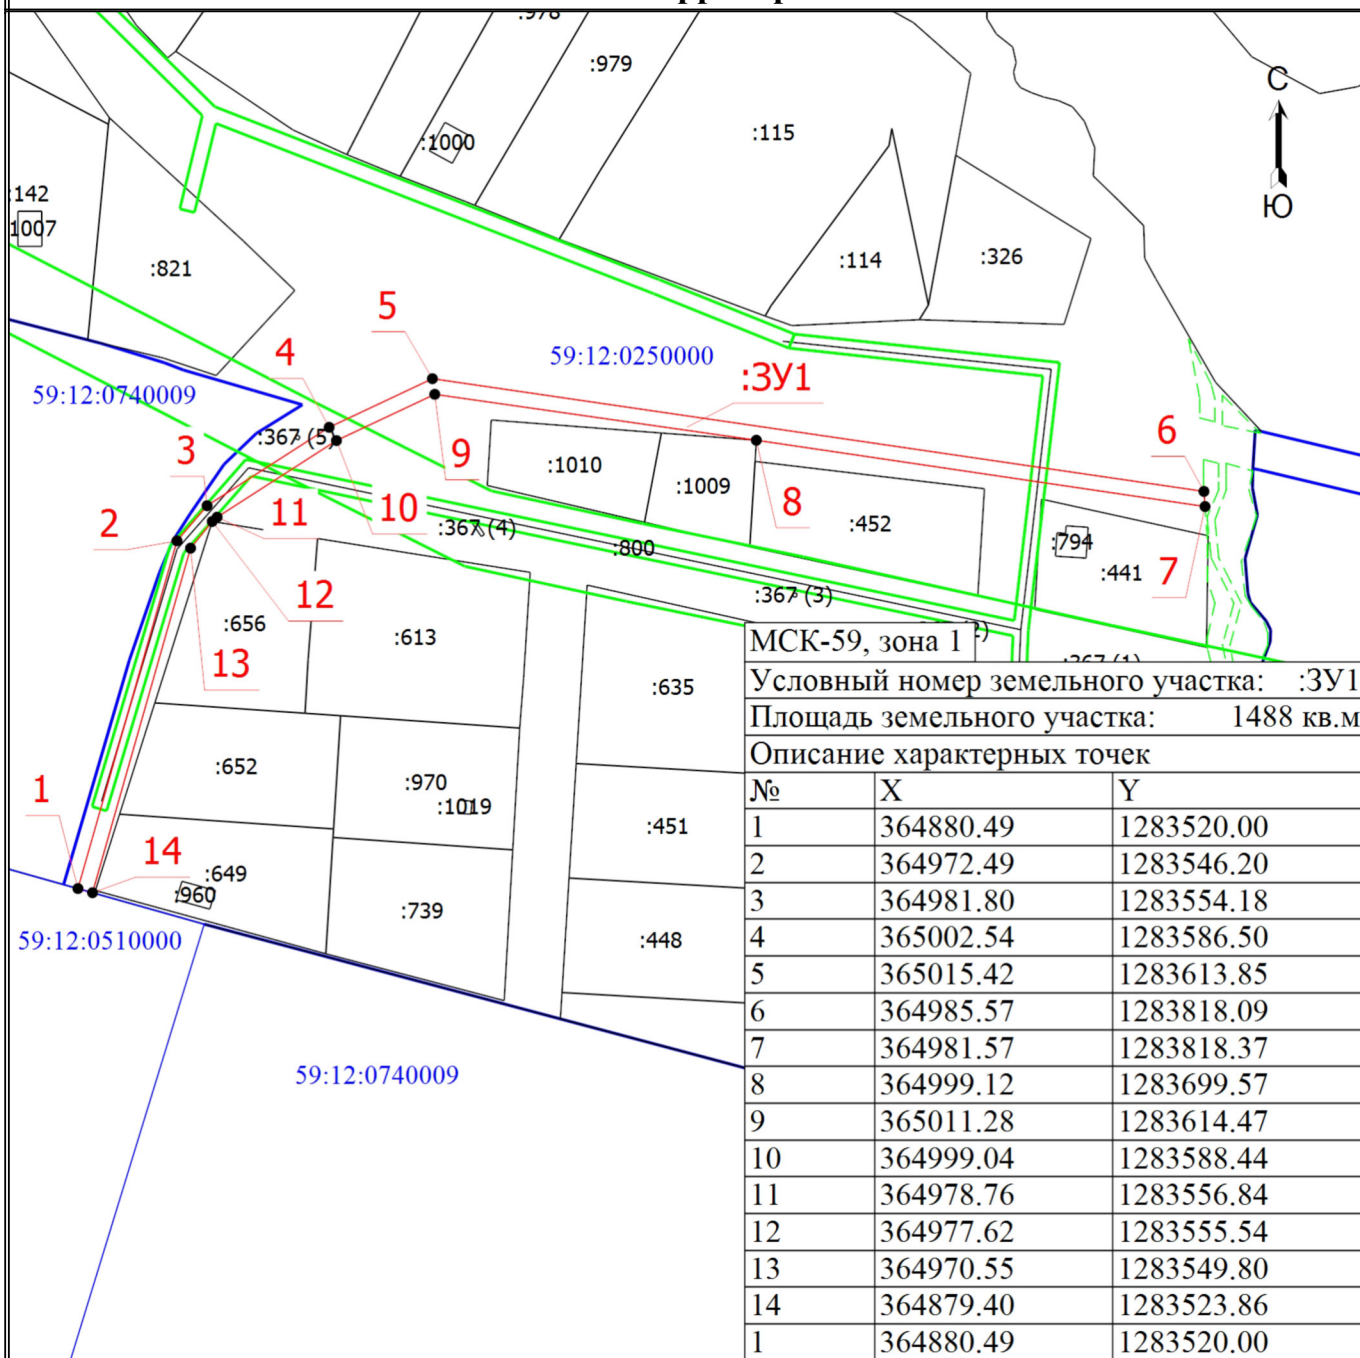 :979
:1000
:115
С
Ю
:142
1007
:821
:114
:326
5
4
59:12:0250000
:ЗУ1
59:12:0740009
:367 (5)
3
9
6
:1010
:1009
10
11
8
2
:367 (4)
:452
:800
:794
:441
7
12
:367 (3)
:656
:613
13
:635
:652
:970
:1019
1
:451
14
:649
:960
:739
:448
59:12:0510000
59:12:0740009
МСК-59, зона 1
Условный номер земельного участка: :ЗУ1
Площадь земельного участка: 1488 кв.м
Описание характерных точек
№ X Y
1 364880.49 1283520.00
2 364972.49 1283546.20
3 364981.80 1283554.18
4 365002.54 1283586.50
5 365015.42 1283613.85
6 364985.57 1283818.09
7 364981.57 1283818.37
8 364999.12 1283699.57
9 365011.28 1283614.47
10 364999.04 1283588.44
11 364978.76 1283556.84
12 364977.62 1283555.54
13 364970.55 1283549.80
14 364879.40 1283523.86
1 364880.49 1283520.00